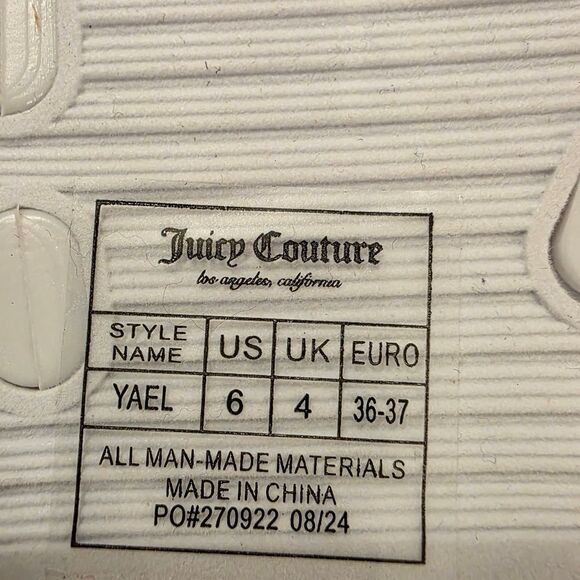 Juicy Couture
los angeles, california
STYLE NAME US UK EURO
YAEL 6 4 36-37
ALL MAN-MADE MATERIALS
MADE IN CHINA
PO#270922 08/24